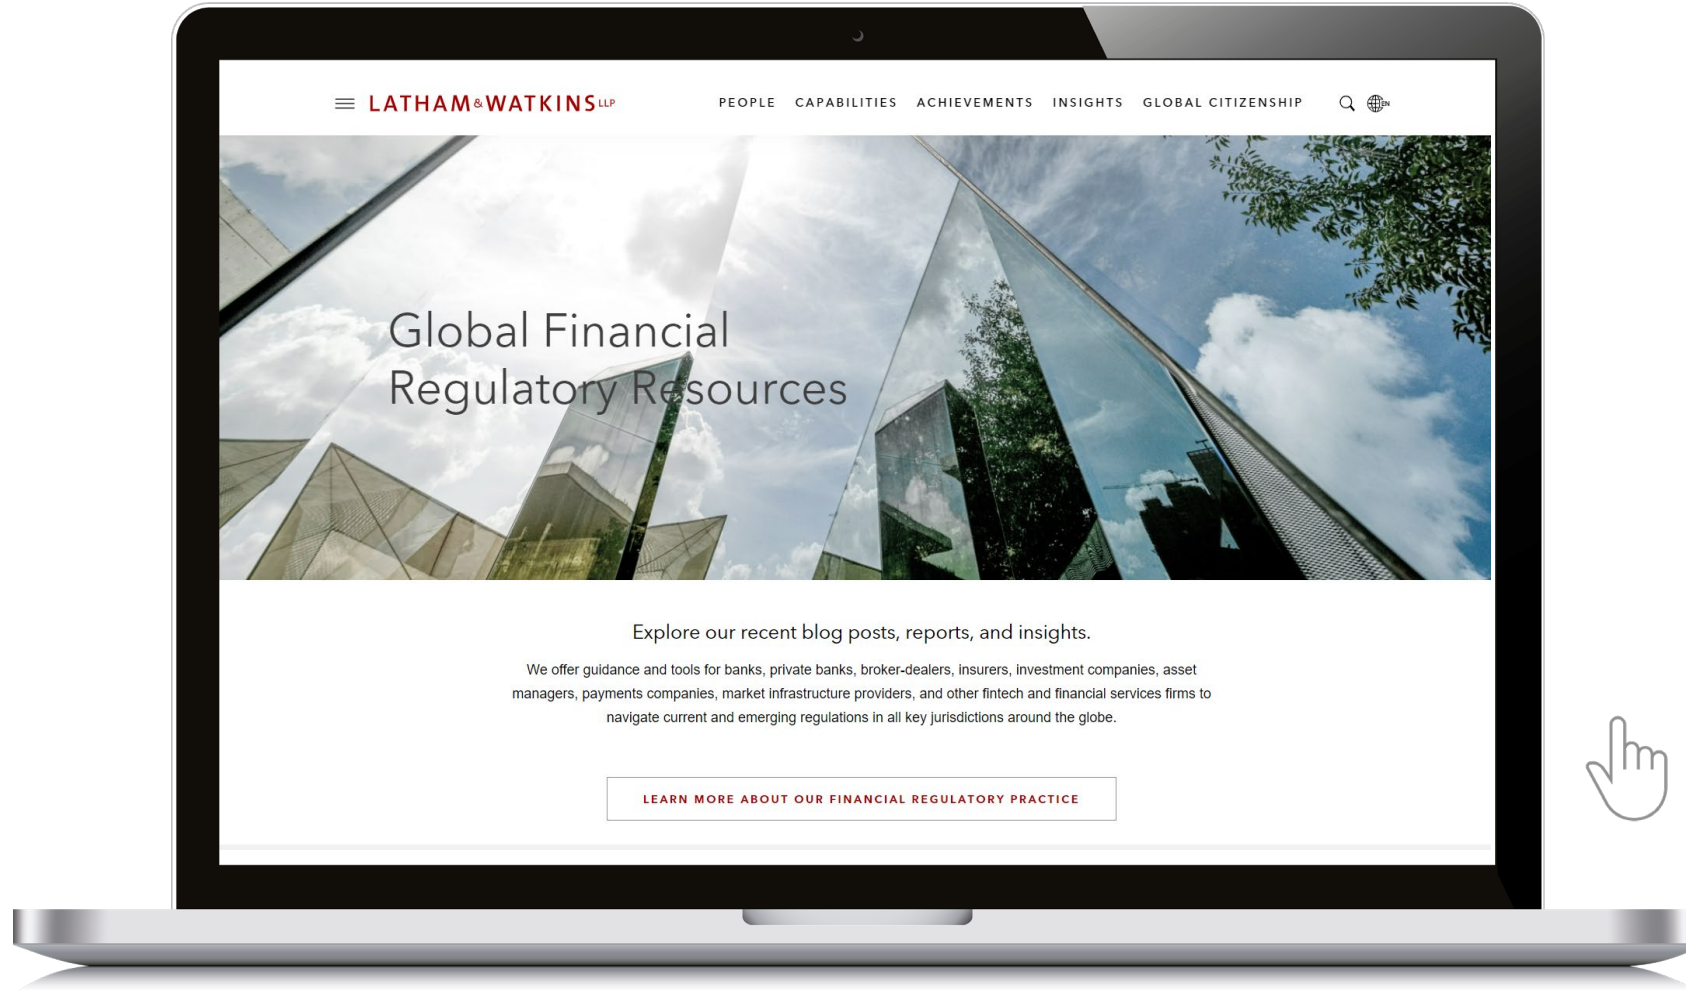 LATHAM&WATKINS LLP
PEOPLE CAPABILITIES ACHIEVEMENTS INSIGHTS GLOBAL CITIZENSHIP
EN
Global Financial
Regulatory Resources
Explore our recent blog posts, reports, and insights.
We offer guidance and tools for banks, private banks, broker-dealers, insurers, investment companies, asset
managers, payments companies, market infrastructure providers, and other fintech and financial services firms to
navigate current and emerging regulations in all key jurisdictions around the globe.
LEARN MORE ABOUT OUR FINANCIAL REGULATORY PRACTICE